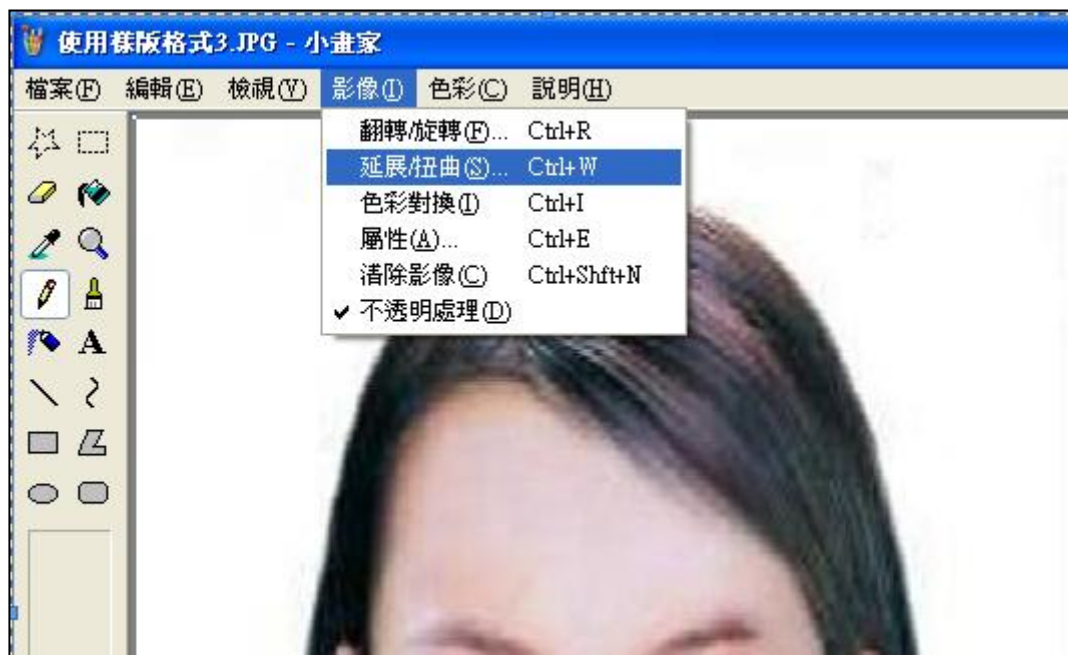 使用樣版格式3.JPG - 小畫家
檔案(F) 編輯(E) 檢視(V) 影像(I) 色彩(C) 說明(H)
翻轉/旋轉(F)... Ctrl+R
延展/扭曲(S)... Ctrl+W
色彩對換(I) Ctrl+I
屬性(A)... Ctrl+E
清除影像(C) Ctrl+Shft+N
✓ 不透明處理(D)
A